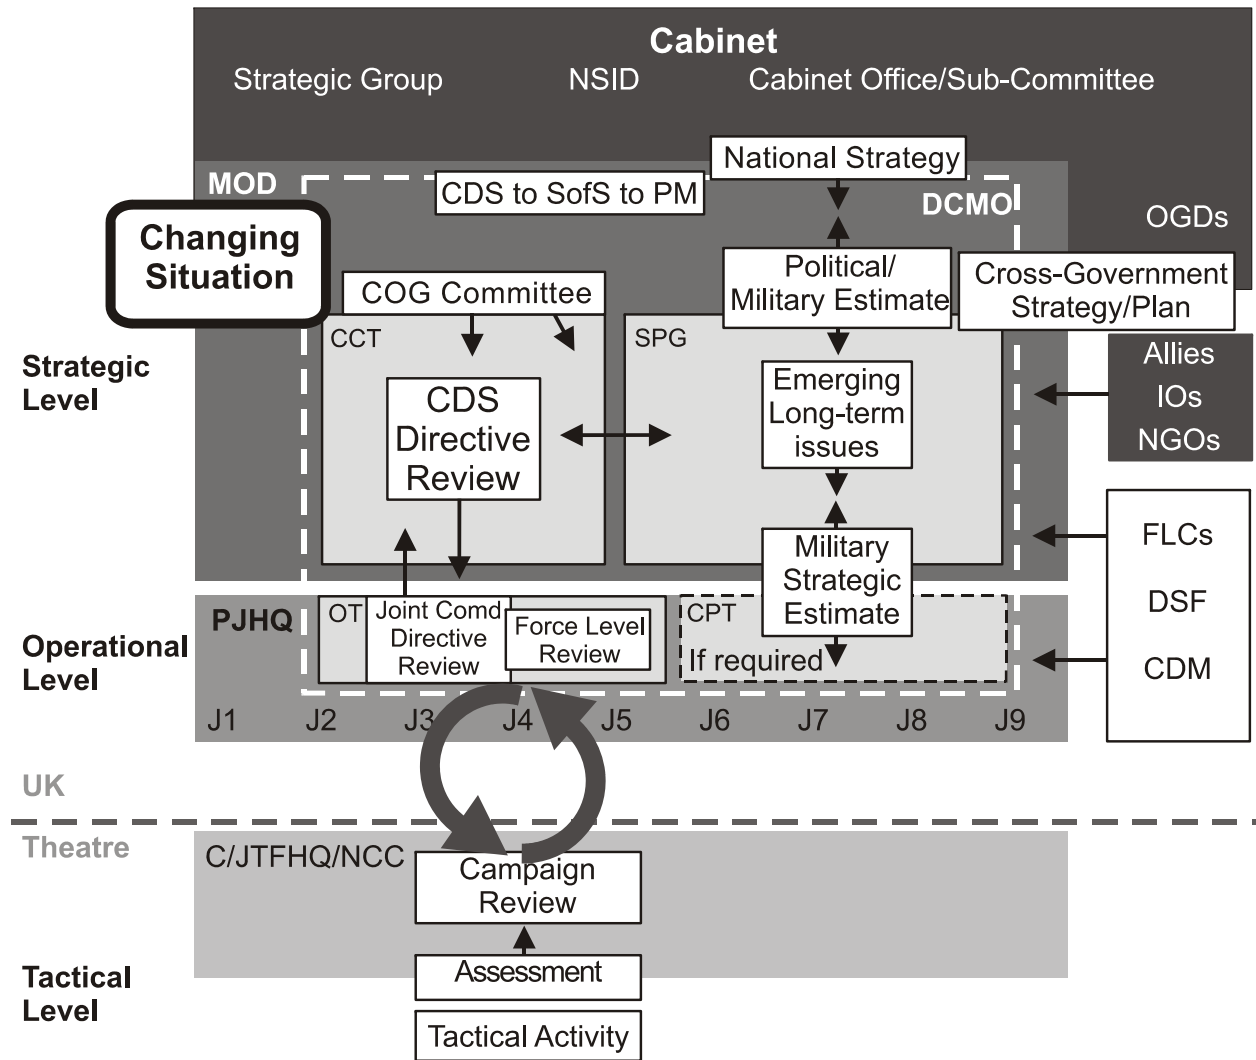 Cabinet
Strategic Group NSID Cabinet Office/Sub-Committee
National Strategy
MOD
CDS to SofS to PM
DCMO
OGDs
Changing
Situation
COG Committee
Political/
Military Estimate
Cross-Government
Strategy/Plan
CCT
SPG
Strategic
Level
CDS
Directive
Review
Emerging
Long-term
issues
Allies
IOs
NGOs
Military
Strategic
Estimate
FLCs
DSF
CDM
Operational
Level
PJHQ
OT
Joint Comd
Directive
Review
Force Level
Review
CPT
If required
J1 J2 J3 J4 J5 J6 J7 J8 J9
UK
Theatre
C/JTFHQ/NCC
Campaign
Review
Assessment
Tactical
Level
Tactical Activity